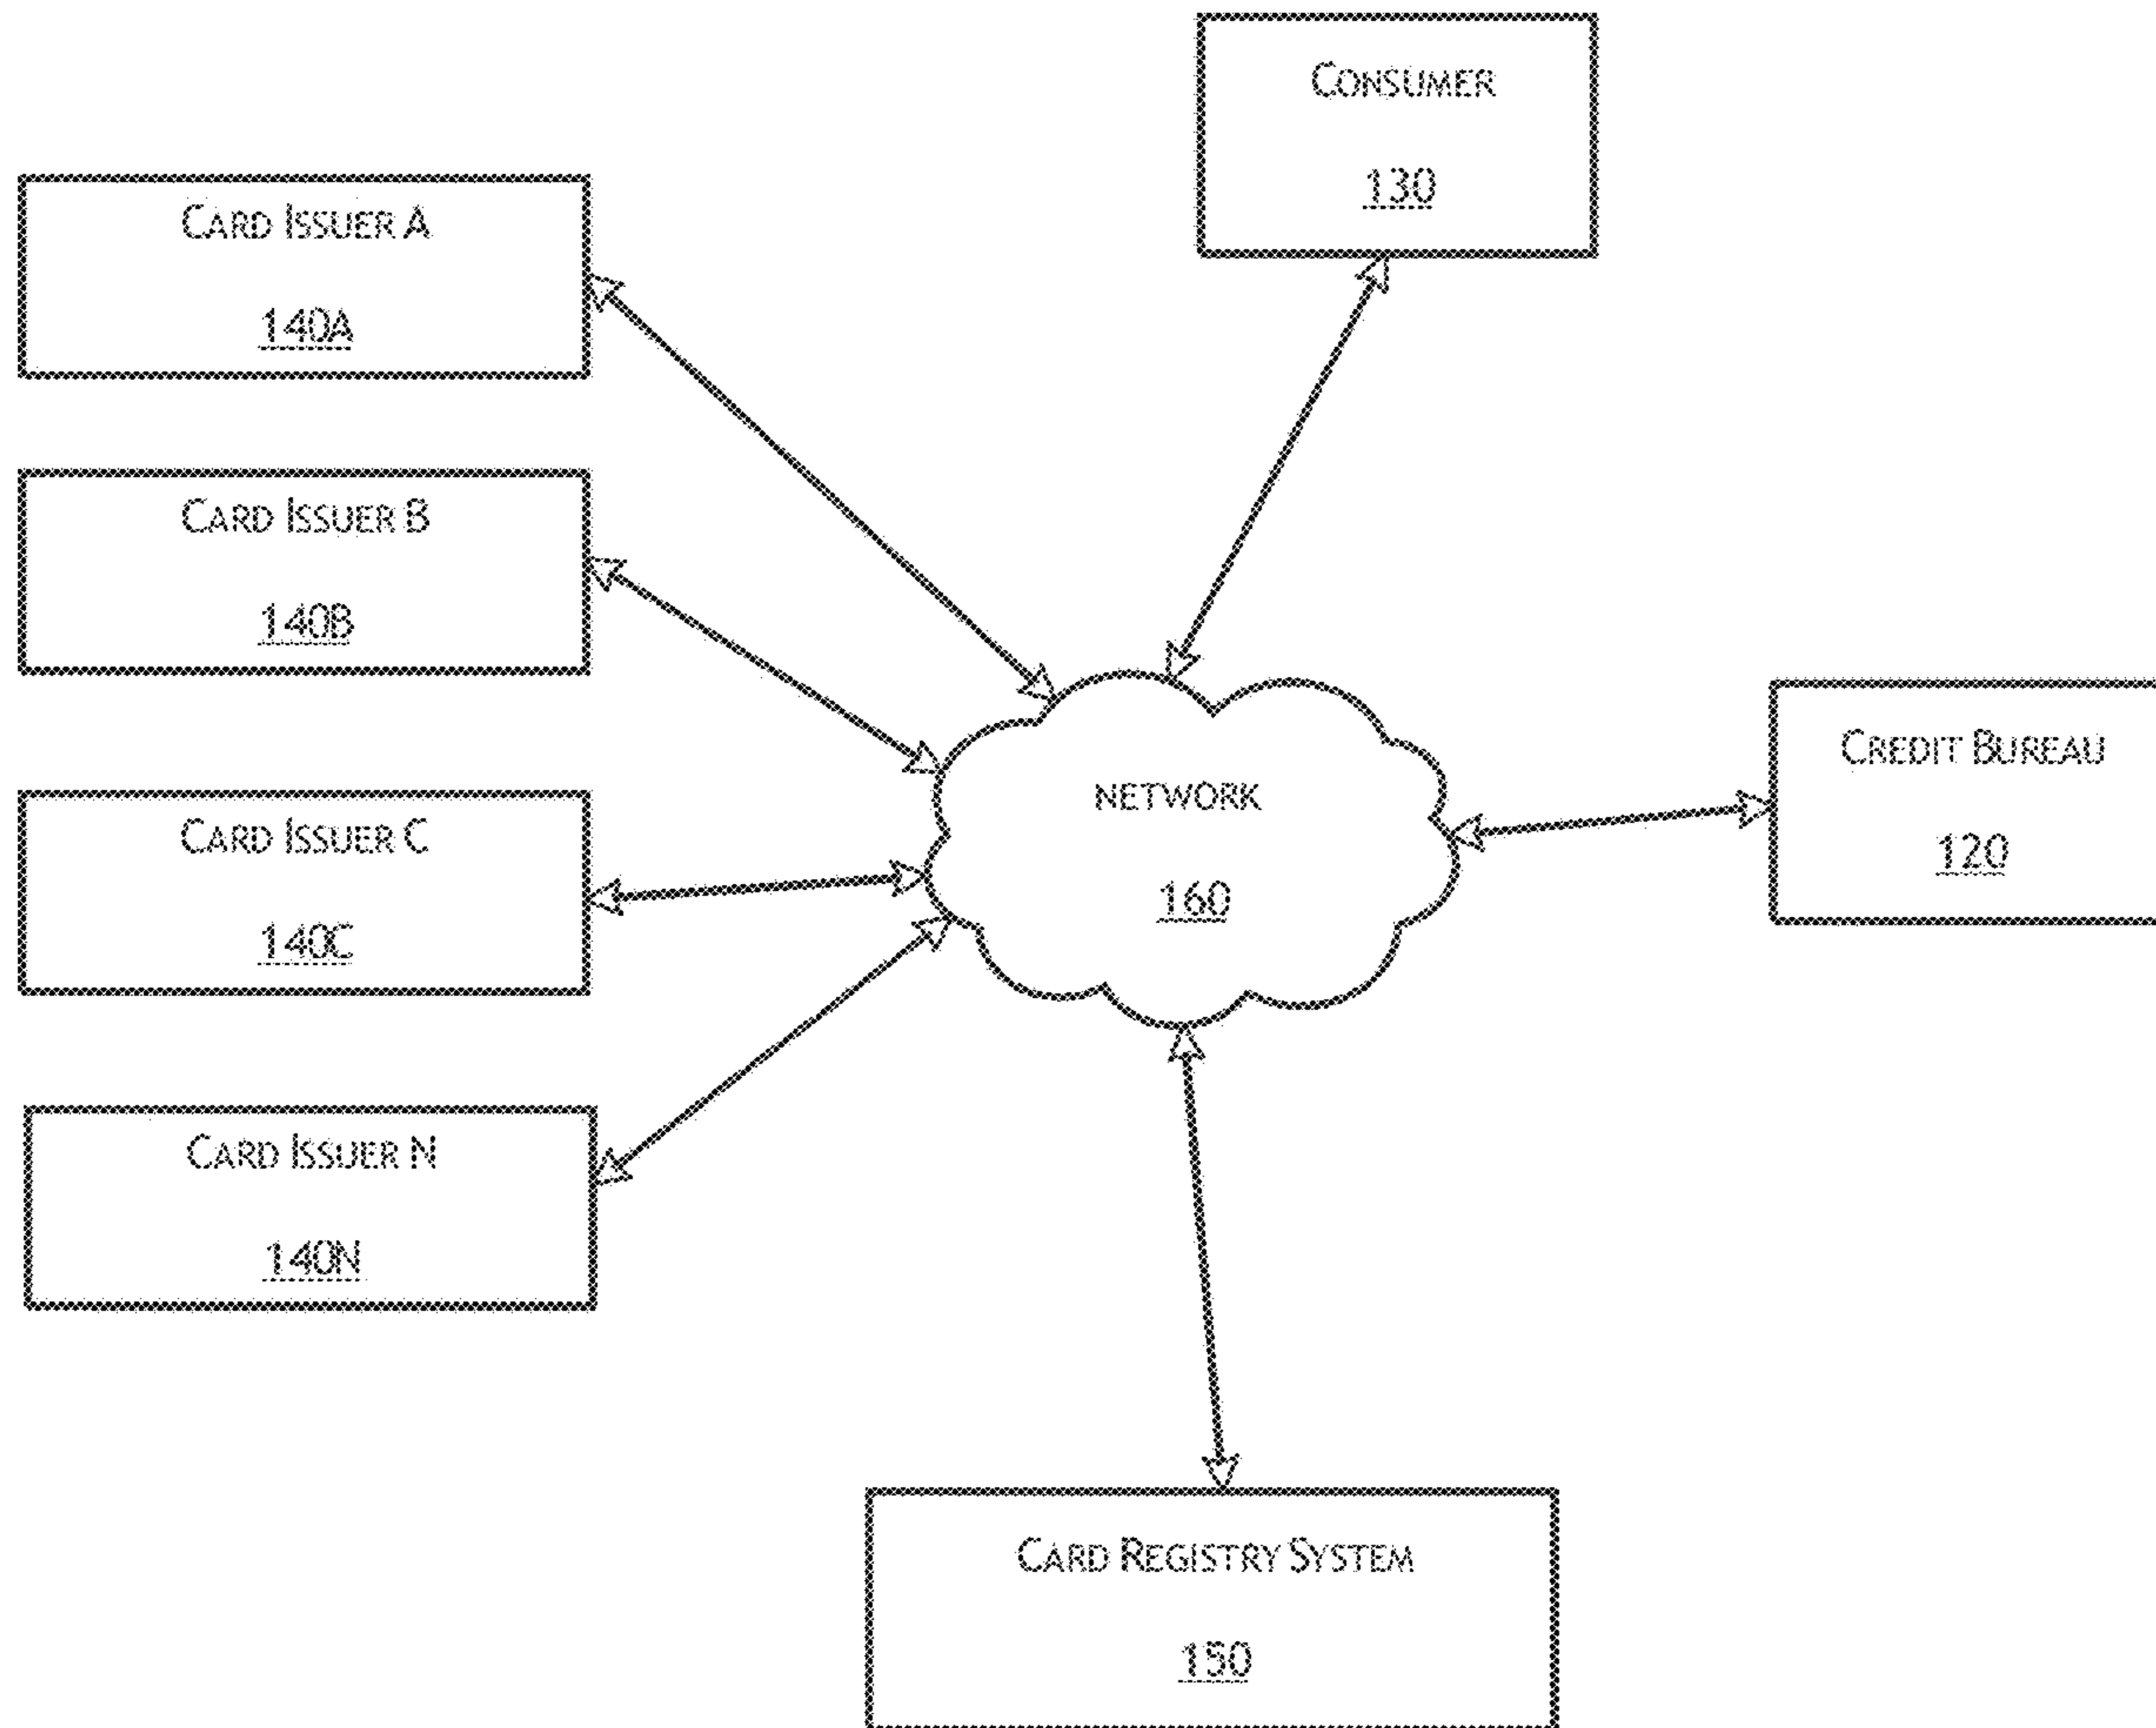 CONSUMER
130
CARD ISSUER A
140A
CARD ISSUER B
140B
CARD ISSUER C
140C
CARD ISSUER N
140N
NETWORK
160
CREDIT BUREAU
120
CARD REGISTRY SYSTEM
150